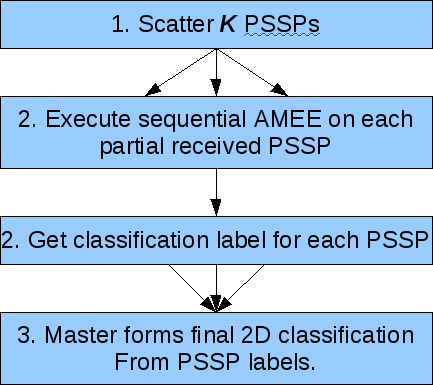 1. Scatter K PSSPs
2. Execute sequential AMEE on each
partial received PSSP
2. Get classification label for each PSSP
3. Master forms final 2D classification
From PSSP labels.